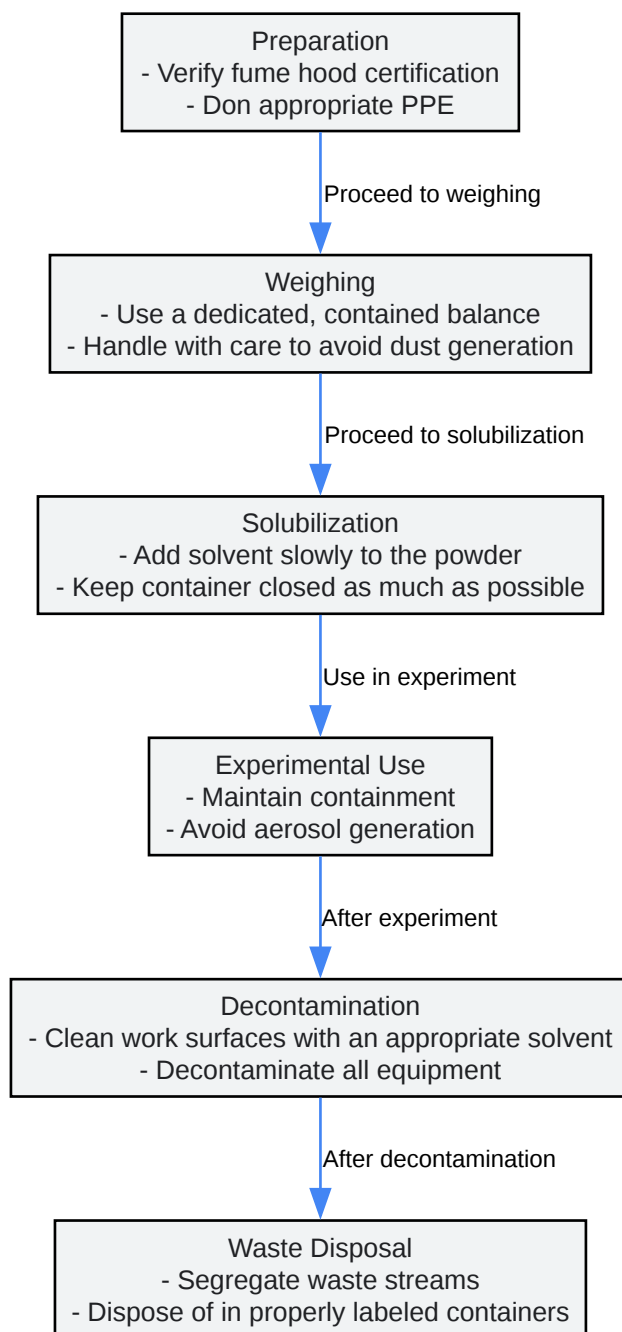 Preparation
- Verify fume hood certification
- Don appropriate PPE
Proceed to weighing
Weighing
- Use a dedicated, contained balance
- Handle with care to avoid dust generation
Proceed to solubilization
Solubilization
- Add solvent slowly to the powder
- Keep container closed as much as possible
Use in experiment
Experimental Use
- Maintain containment
- Avoid aerosol generation
After experiment
Decontamination
- Clean work surfaces with an appropriate solvent
- Decontaminate all equipment
After decontamination
Waste Disposal
- Segregate waste streams
- Dispose of in properly labeled containers